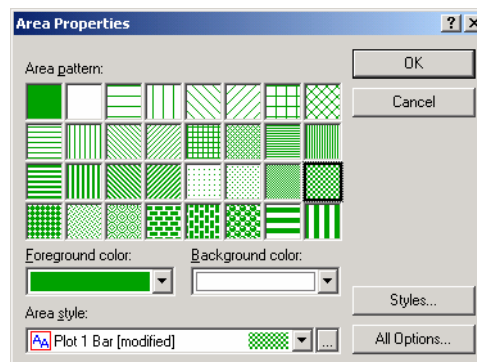 Area Properties
Area pattern:
OK
Cancel
Foreground color:
Background color:
Area style:
AA Plot 1 Bar [modified]
...
Styles...
All Options...